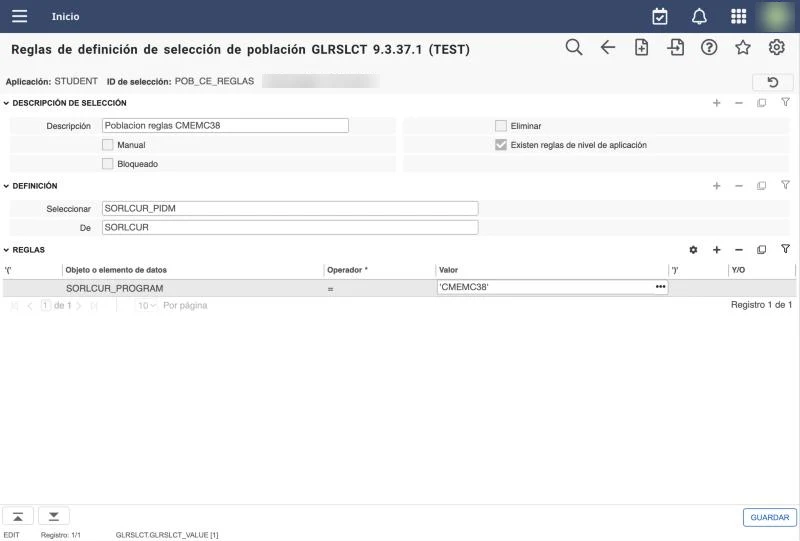 Inicio
Reglas de definición de selección de población GLRSLCT 9.3.37.1 (TEST)
Aplicación: STUDENT ID de selección: POB_CE_REGLAS
DESCRIPCIÓN DE SELECCIÓN
Descripción Poblacion reglas CMEMC38 Eliminar
Manual Existen reglas de nivel de aplicación
Bloqueado
DEFINICIÓN
Seleccionar SORLCUR_PIDM
De SORLCUR
REGLAS
'(' Objeto o elemento de datos Operador * Valor ')' Y/O
SORLCUR_PROGRAM = 'CMEMC38' •••
1 de 1 10 Por página Registro 1 de 1
GUARDAR
EDIT Registro: 1/1 GLRSLCT.GLRSLCT_VALUE [1]